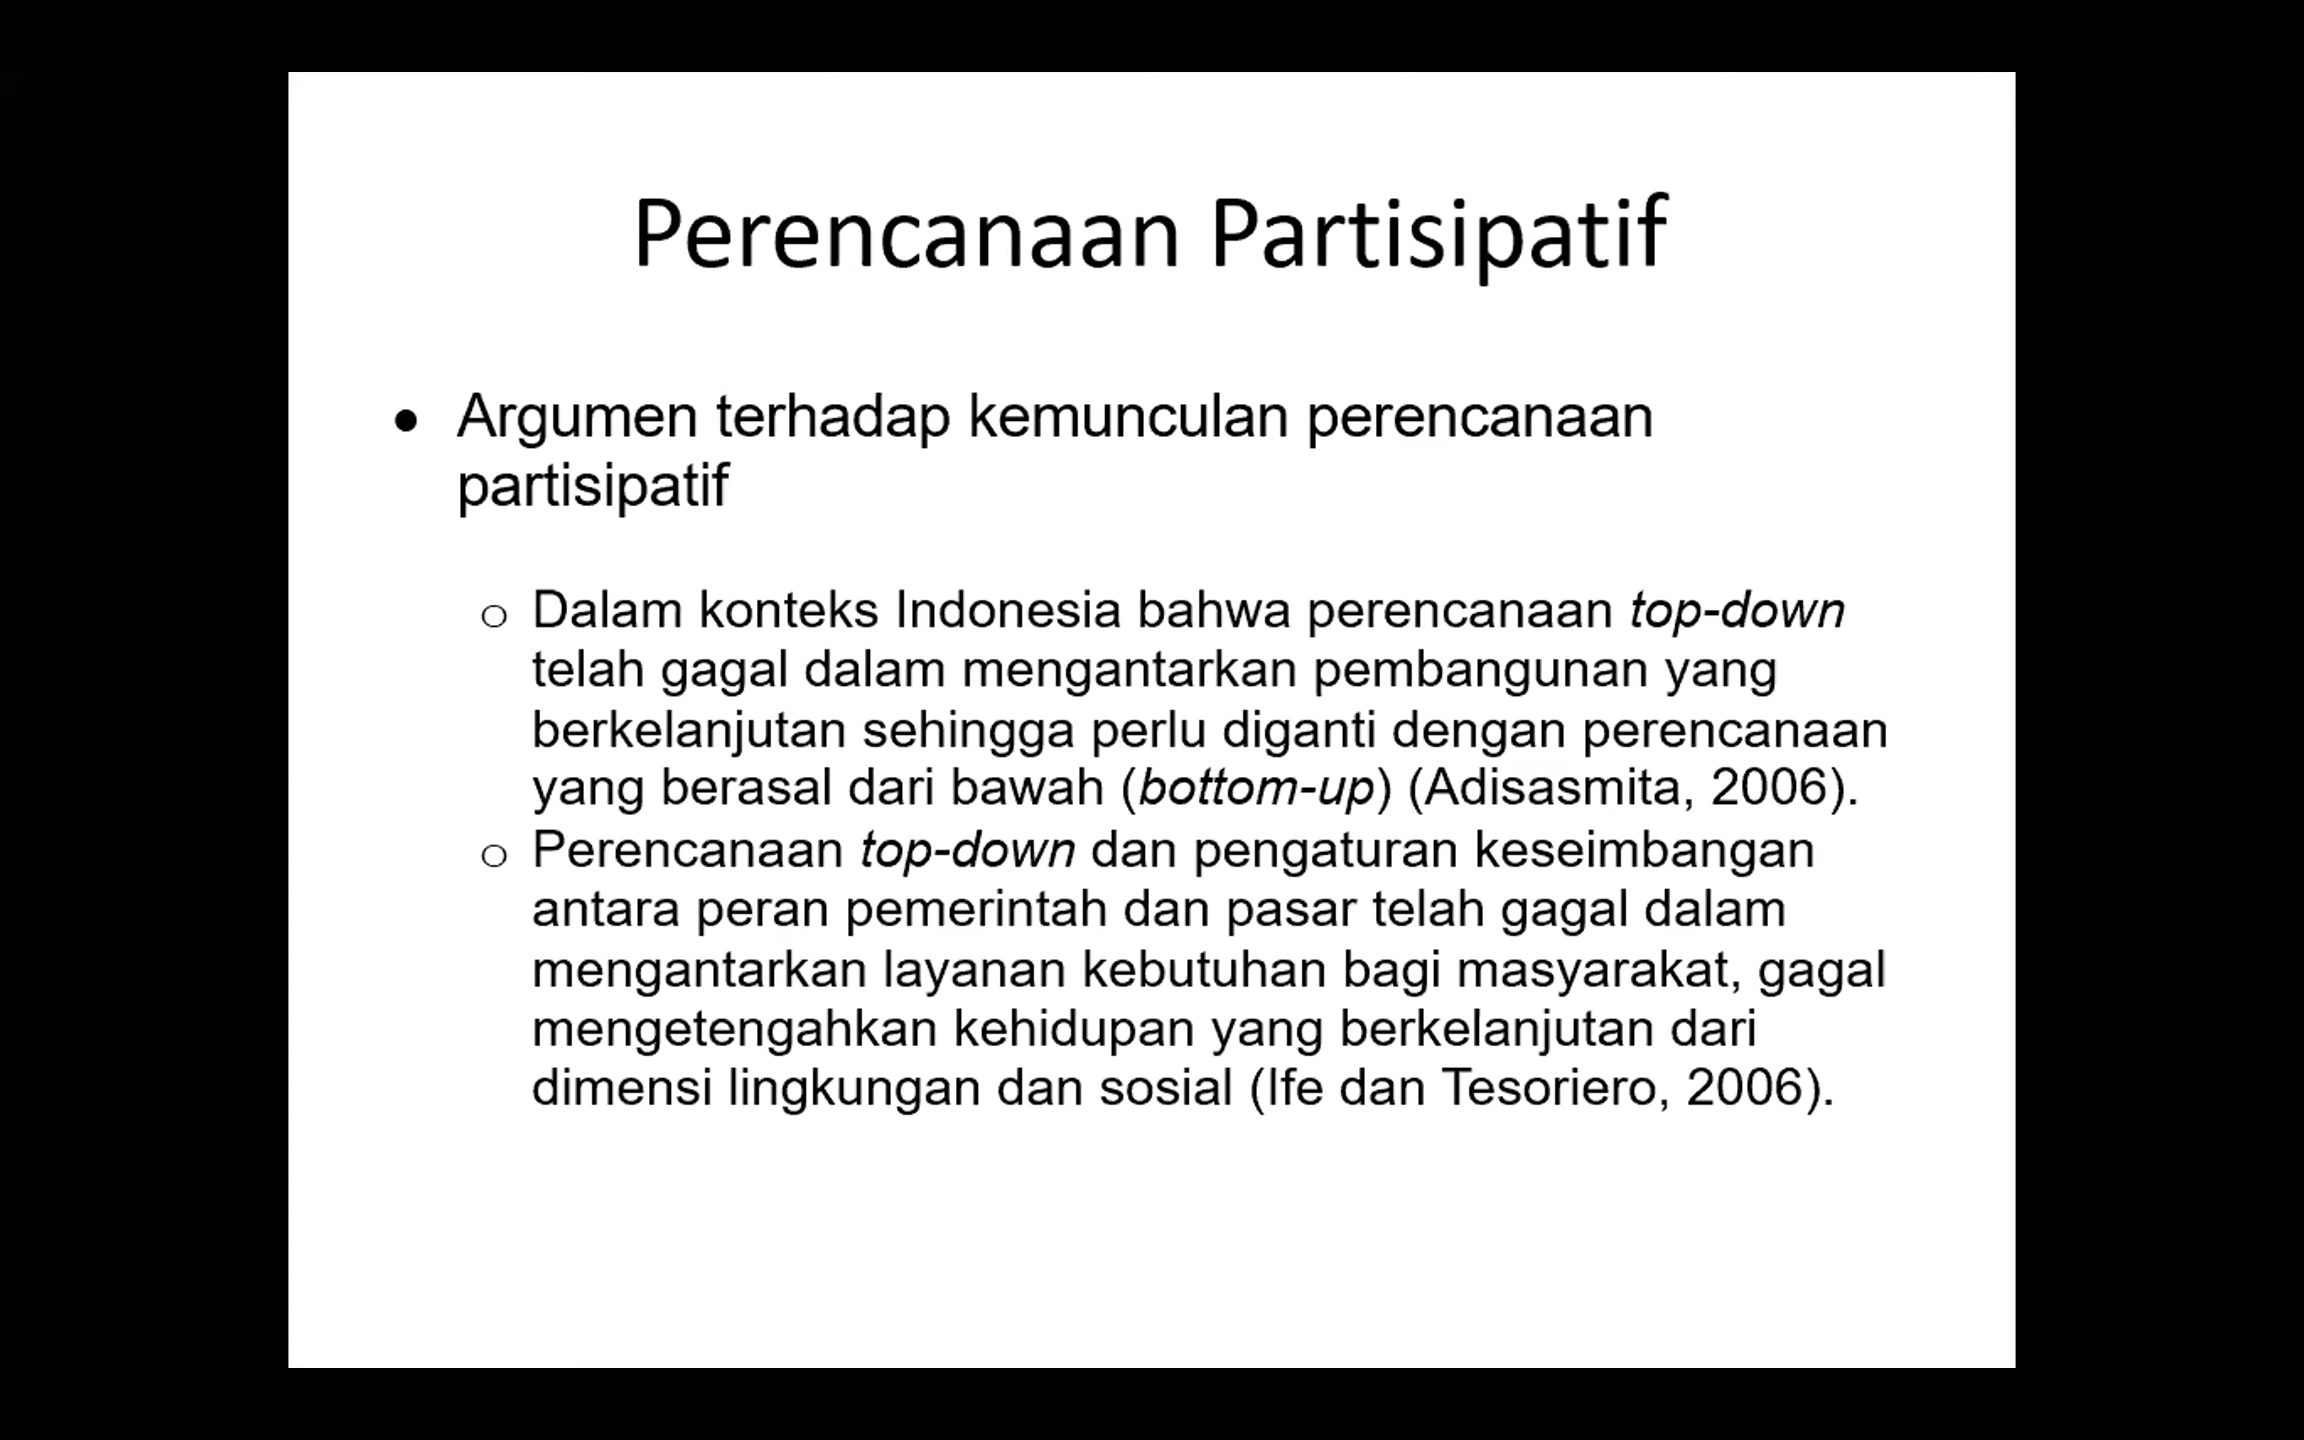 Perencanaan Partisipatif
• Argumen terhadap kemunculan perencanaan
partisipatif
o Dalam konteks Indonesia bahwa perencanaan top-down
telah gagal dalam mengantarkan pembangunan yang
berkelanjutan sehingga perlu diganti dengan perencanaan
yang berasal dari bawah (bottom-up) (Adisasmita, 2006).
o Perencanaan top-down dan pengaturan keseimbangan
antara peran pemerintah dan pasar telah gagal dalam
mengantarkan layanan kebutuhan bagi masyarakat, gagal
mengetengahkan kehidupan yang berkelanjutan dari
dimensi lingkungan dan sosial (Ife dan Tesoriero, 2006).